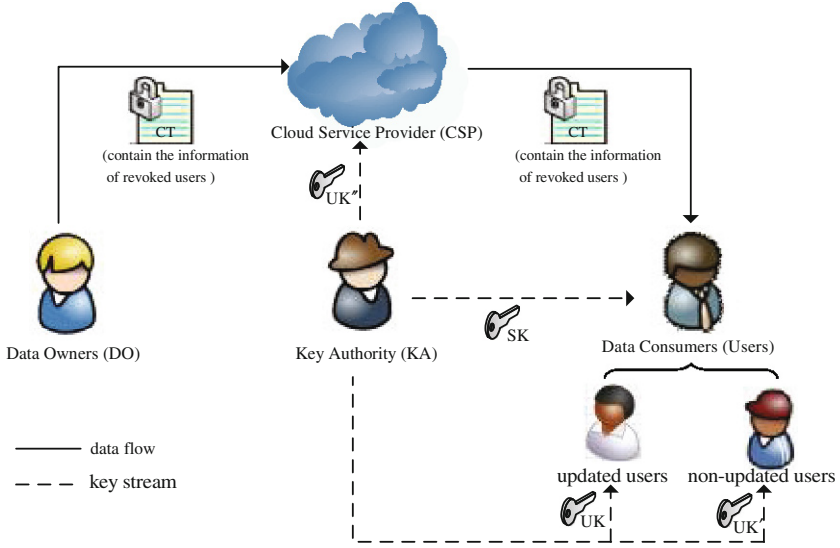 CT
Cloud Service Provider (CSP)
CT
(contain the information
of revoked users )
(contain the information
of revoked users )
UK″
SK
Data Owners (DO)
Key Authority (KA)
Data Consumers (Users)
data flow
key stream
updated users
non-updated users
UK
UK′